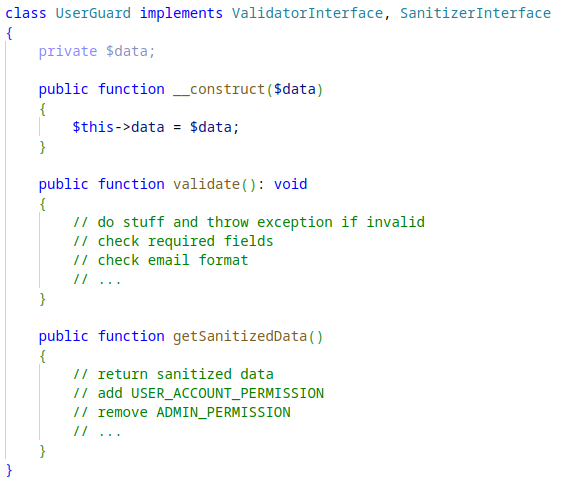 class UserGuard implements ValidatorInterface, SanitizerInterface
{
    private $data;

    public function __construct($data)
    {
        $this->data = $data;
    }

    public function validate(): void
    {
        // do stuff and throw exception if invalid
        // check required fields
        // check email format
        // ...
    }

    public function getSanitizedData()
    {
        // return sanitized data
        // add USER_ACCOUNT_PERMISSION
        // remove ADMIN_PERMISSION
        // ...
    }
}